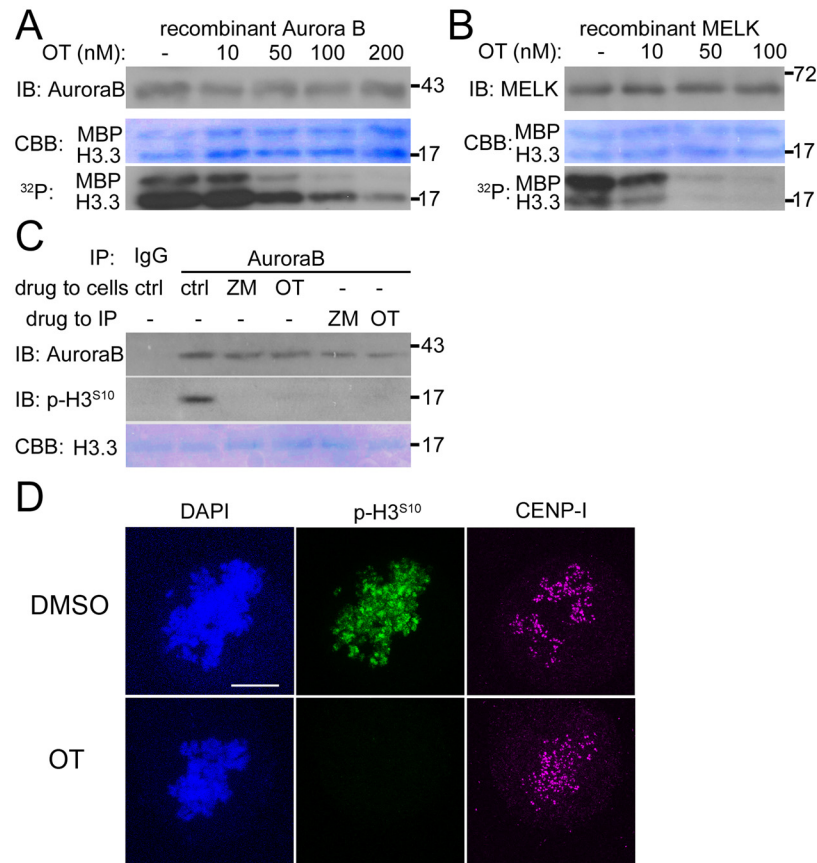 A
recombinant Aurora B
OT (nM): - 10 50 100 200
IB: AuroraB
43
CBB: MBP
H3.3
17
32P: MBP
H3.3
17
B
recombinant MELK
OT (nM): - 10 50 100
IB: MELK
72
CBB: MBP
H3.3
17
32P: MBP
H3.3
17
C
IP: IgG AuroraB
drug to cells ctrl ctrl ZM OT - -
drug to IP - - - - ZM OT
IB: AuroraB
43
IB: p-H3S10
17
CBB: H3.3
17
D
DAPI p-H3S10 CENP-I
DMSO
OT